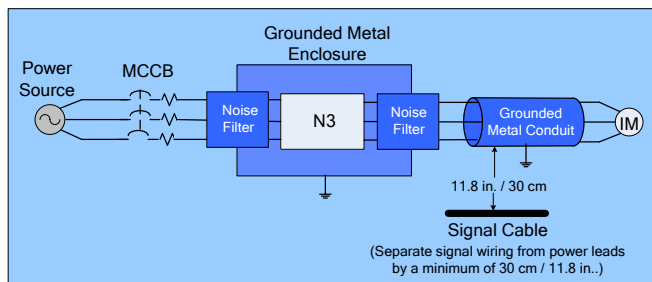 Grounded Metal
Enclosure
Power
Source
MCCB
Noise
Filter
N3
Noise
Filter
Grounded
Metal Conduit
IM
11.8 in. / 30 cm
Signal Cable
(Separate signal wiring from power leads
by a minimum of 30 cm / 11.8 in..)